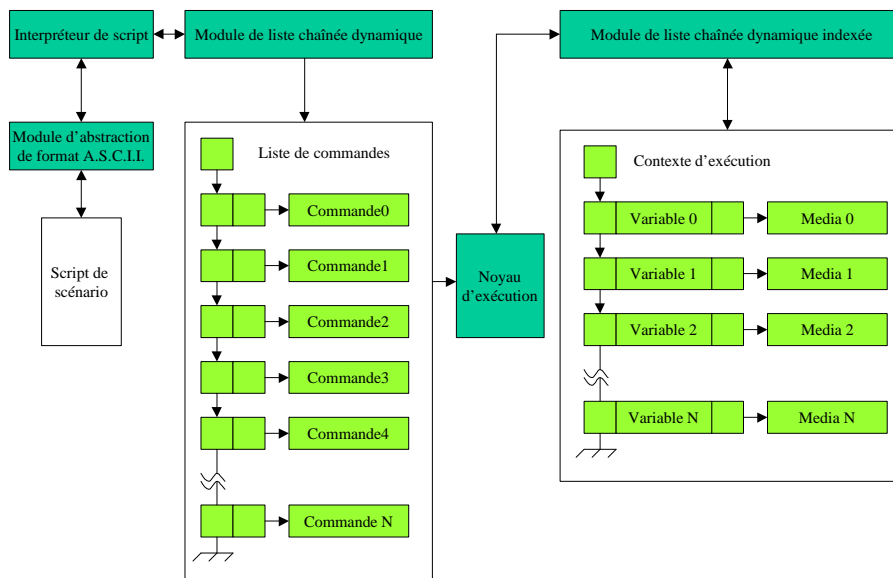 Interpréteur de script
Module de liste chaînée dynamique
Module de liste chaînée dynamique indexée
Module d’abstraction
de format A.S.C.I.I.
Script de
scénario
Liste de commandes
Commande0
Commande1
Commande2
Commande3
Commande4
Commande N
Noyau
d’exécution
Contexte d’exécution
Variable 0
Media 0
Variable 1
Media 1
Variable 2
Media 2
Variable N
Media N